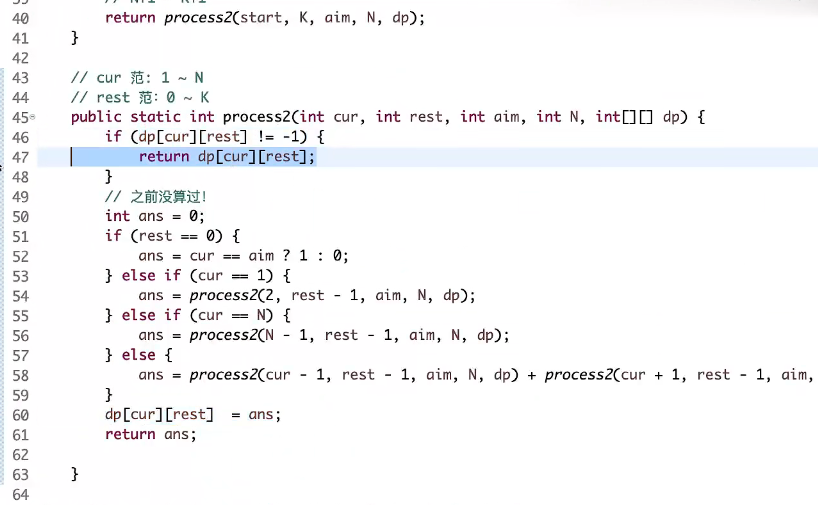 39 // N+1 * K+1
40 return process2(start, K, aim, N, dp);
41 }
42
43 // cur 范: 1 ~ N
44 // rest 范: 0 ~ K
45 public static int process2(int cur, int rest, int aim, int N, int[][] dp) {
46 if (dp[cur][rest] != -1) {
47 return dp[cur][rest];
48 }
49 // 之前没算过!
50 int ans = 0;
51 if (rest == 0) {
52 ans = cur == aim ? 1 : 0;
53 } else if (cur == 1) {
54 ans = process2(2, rest - 1, aim, N, dp);
55 } else if (cur == N) {
56 ans = process2(N - 1, rest - 1, aim, N, dp);
57 } else {
58 ans = process2(cur - 1, rest - 1, aim, N, dp) + process2(cur + 1, rest - 1, aim,
59 }
60 dp[cur][rest] = ans;
61 return ans;
62
63 }
64